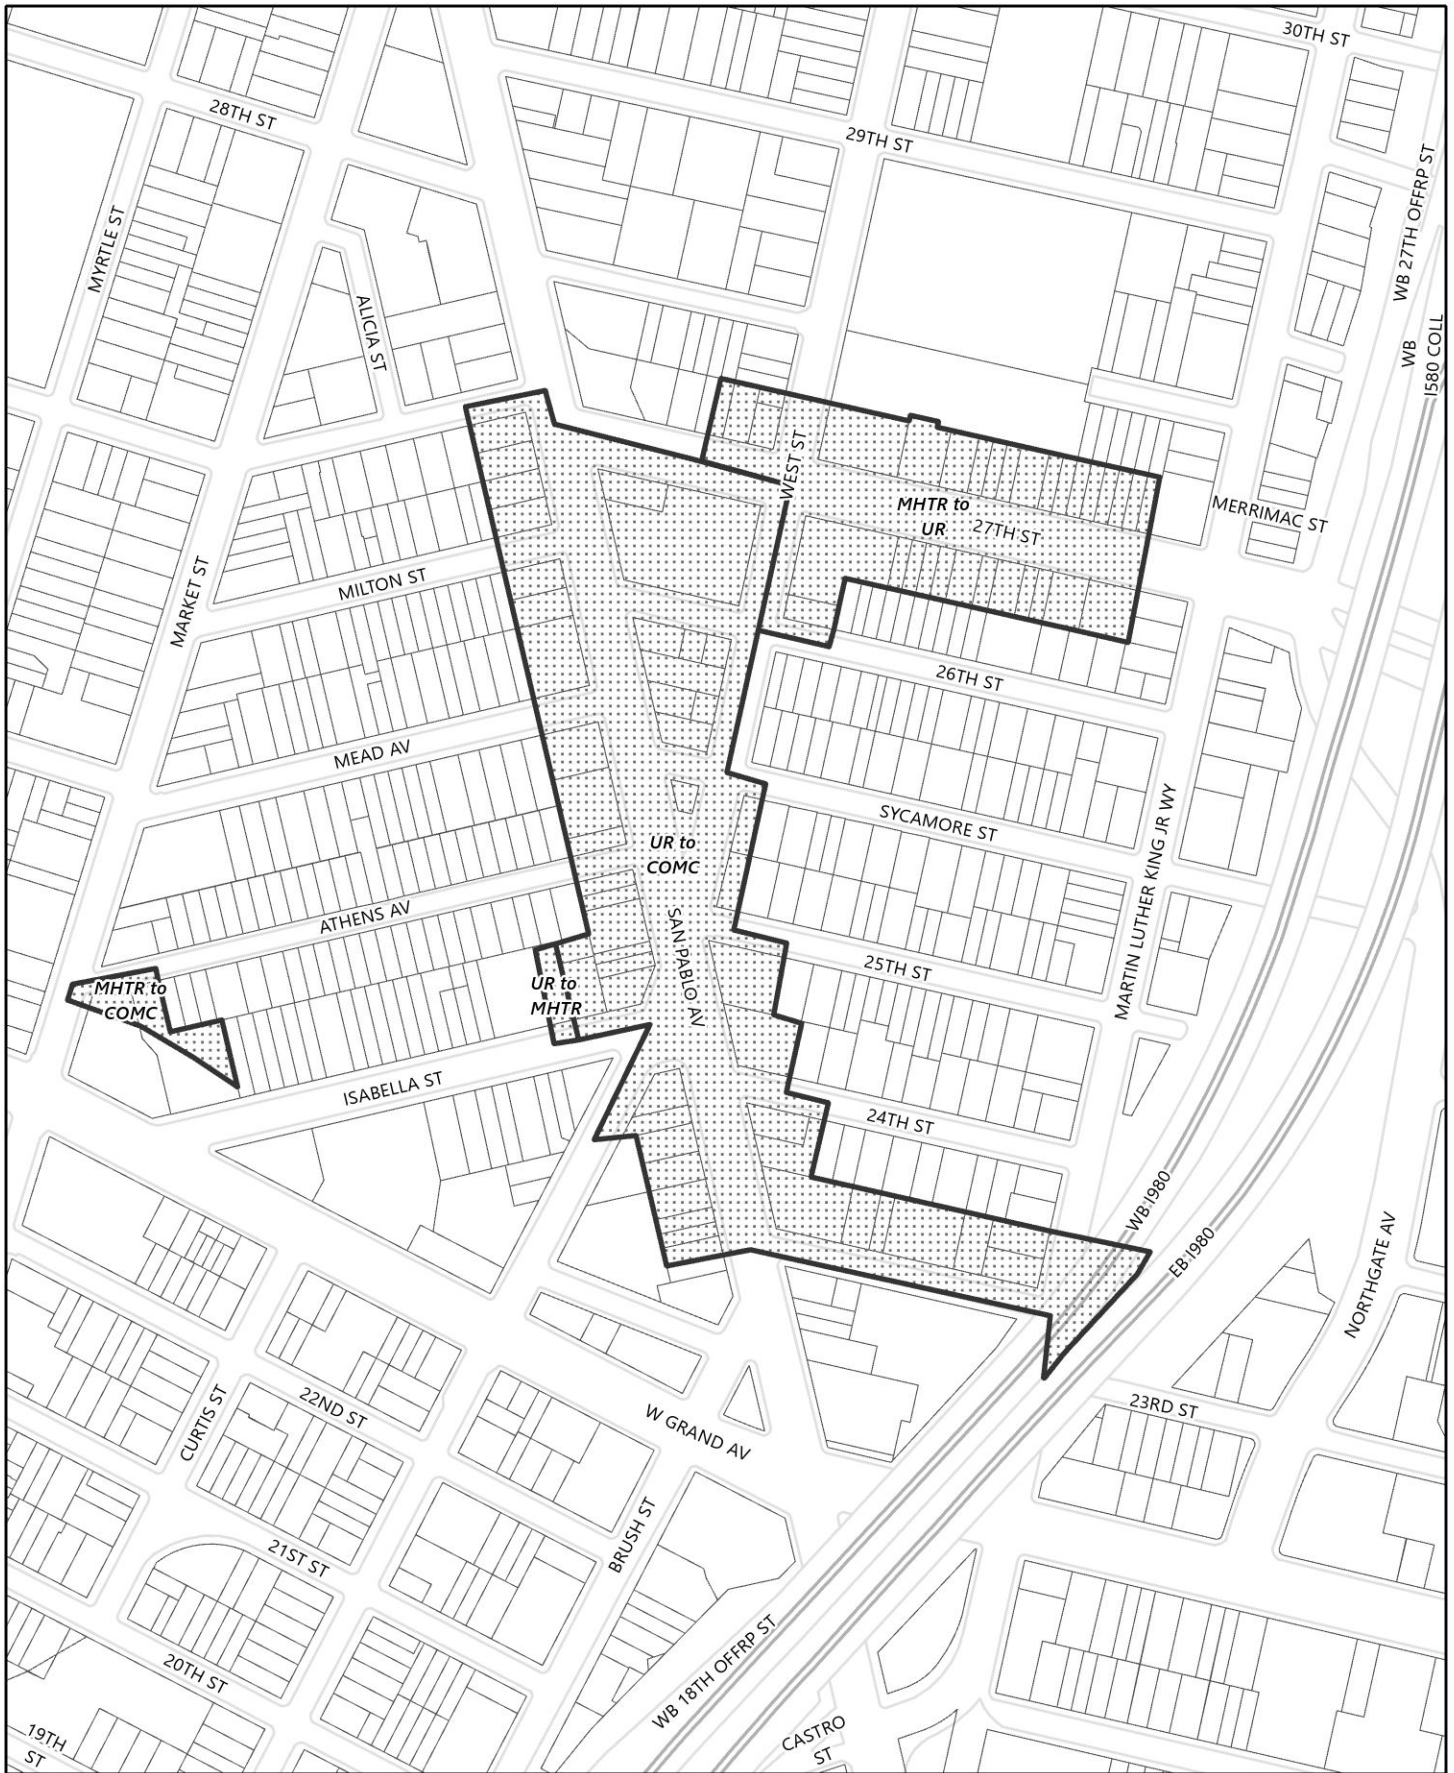 30TH ST
28TH ST
29TH ST
WB 27TH OFFRP ST
MYRTLE ST
ALICIA ST
WB
I580 COLL
WEST ST
MHTR to
UR
27TH ST
MERRIMAC ST
MILTON ST
MARKET ST
26TH ST
MEAD AV
SYCAMORE ST
UR to
COMC
MARTIN LUTHER KING JR WY
ATHENS AV
SAN PABLO AV
25TH ST
MHTR to
COMC
UR to
MHTR
ISABELLA ST
24TH ST
WB I980
EB I980
NORTHGATE AV
CURTIS ST
22ND ST
W GRAND AV
23RD ST
BRUSH ST
21ST ST
20TH ST
WB 18TH OFFRP ST
19TH
ST
CASTRO
ST